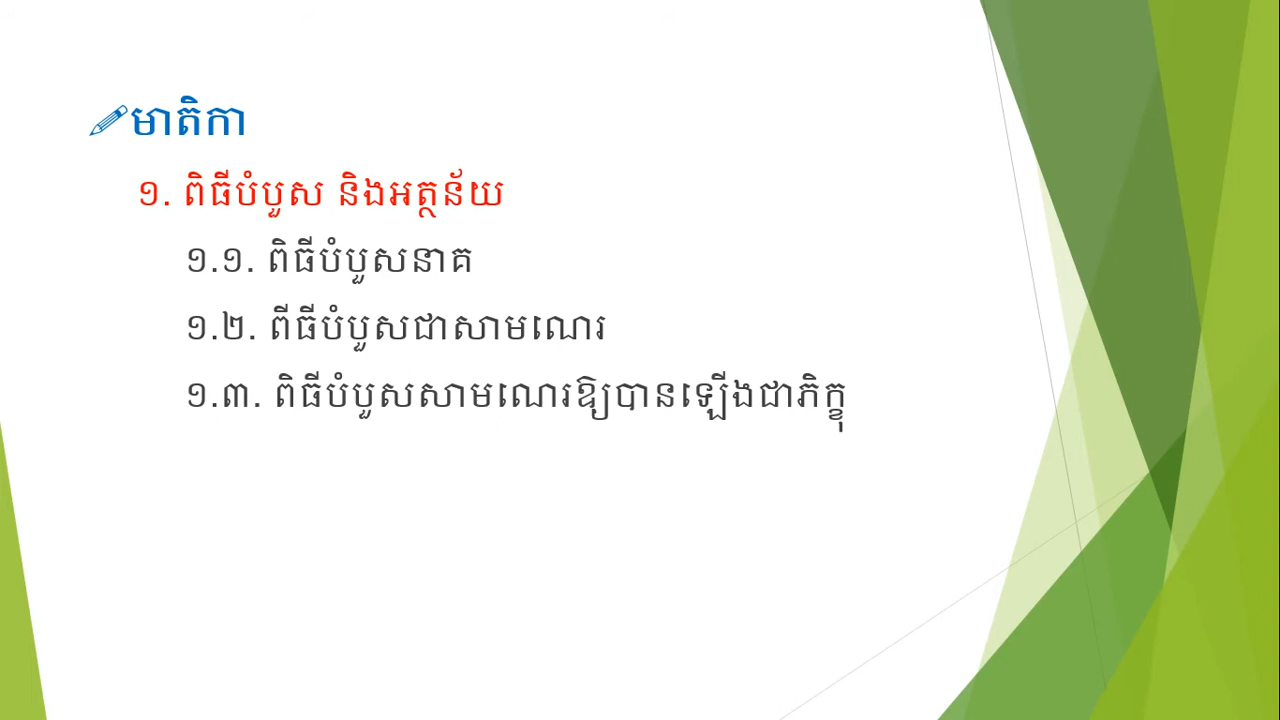 មាតិកា
១. ពិធីបំបួស និងអត្ថន័យ
១.១. ពិធីបំបួសនាគ
១.២. ពីធីបំបួសជាសាមណេរ
១.៣. ពិធីបំបួសសាមណេរឱ្យបានឡើងជាភិក្ខុ